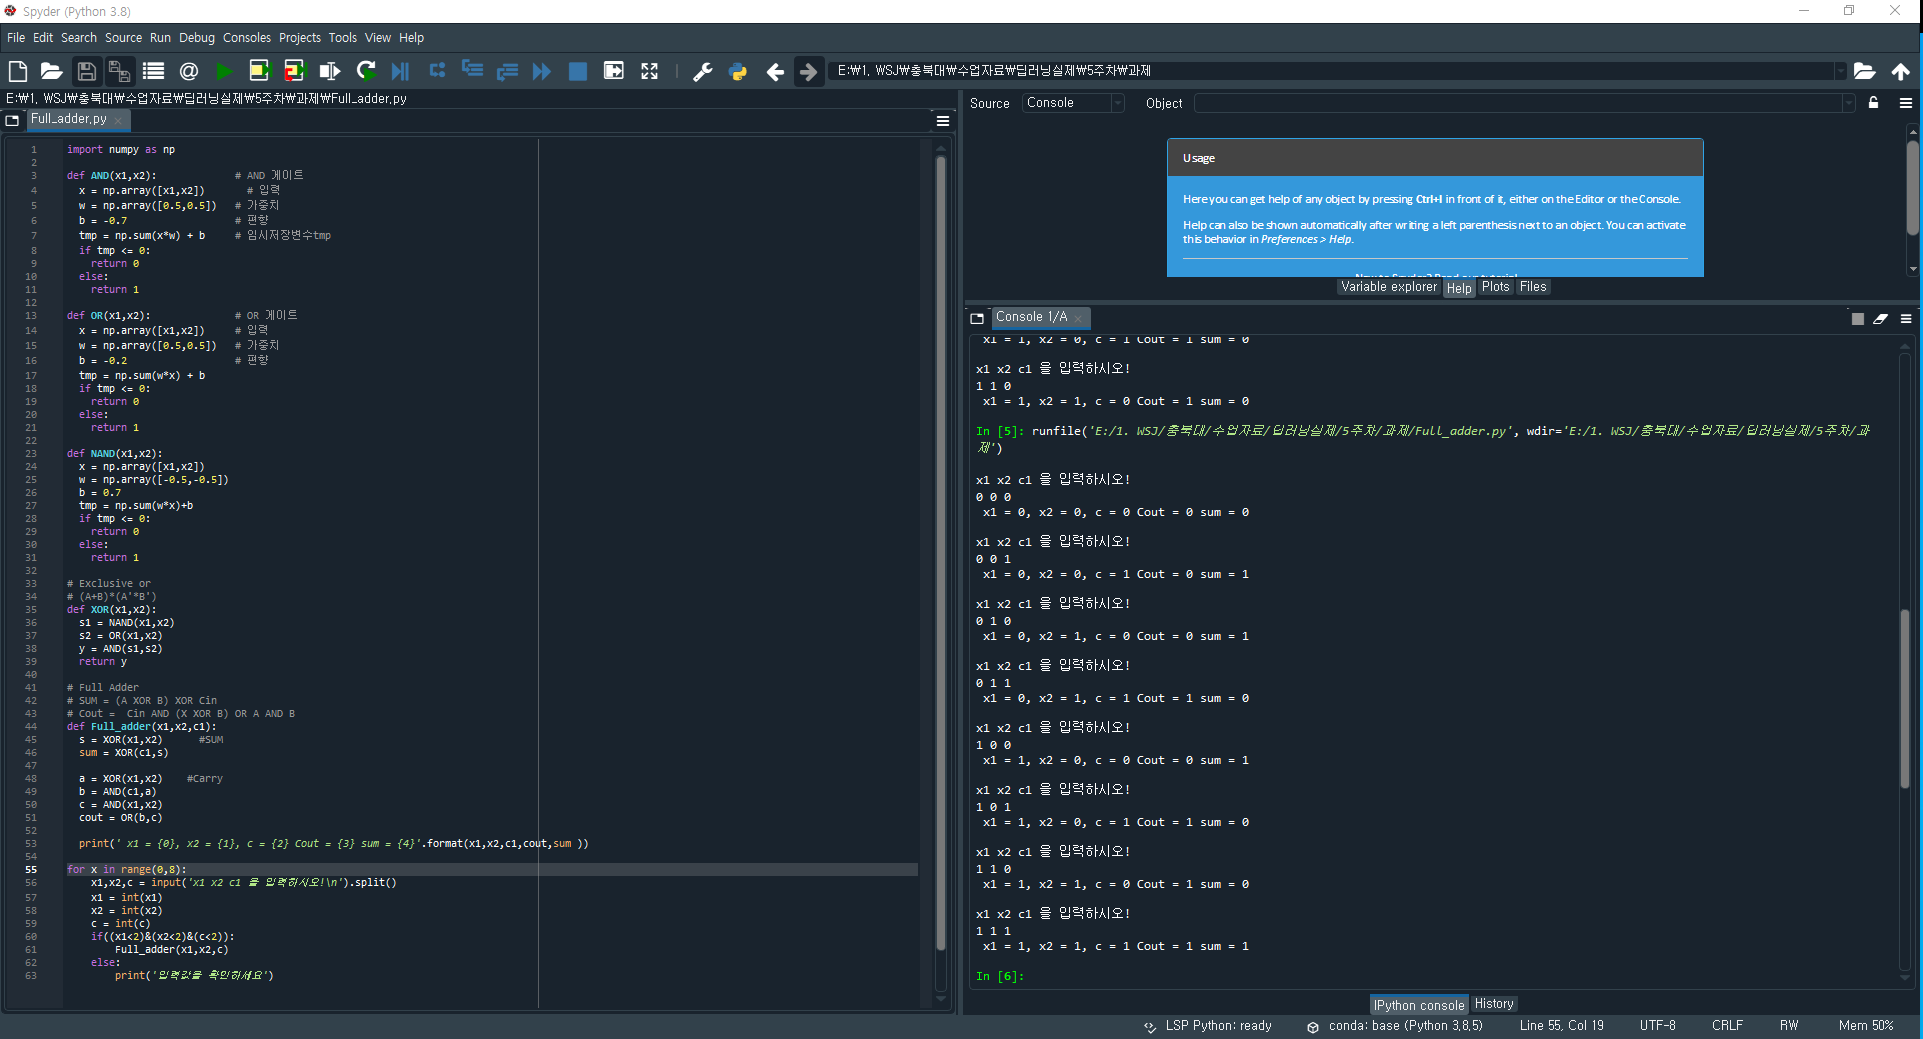 Spyder (Python 3.8)
File Edit Search Source Run Debug Consoles Projects Tools View Help
E:₩1. WSJ₩충북대₩수업자료₩딥러닝실제₩5주차₩과제
E:₩1. WSJ₩충북대₩수업자료₩딥러닝실제₩5주차₩과제₩Full_adder.py
Full_adder.py
1 import numpy as np
2
3 def AND(x1,x2): # AND 게이트
4 x = np.array([x1,x2]) # 입력
5 w = np.array([0.5,0.5]) # 가중치
6 b = -0.7 # 편향
7 tmp = np.sum(x*w) + b # 임시저장변수tmp
8 if tmp <= 0:
9 return 0
10 else:
11 return 1
12
13 def OR(x1,x2): # OR 게이트
14 x = np.array([x1,x2]) # 입력
15 w = np.array([0.5,0.5]) # 가중치
16 b = -0.2 # 편향
17 tmp = np.sum(w*x) + b
18 if tmp <= 0:
19 return 0
20 else:
21 return 1
22
23 def NAND(x1,x2):
24 x = np.array([x1,x2])
25 w = np.array([-0.5,-0.5])
26 b = 0.7
27 tmp = np.sum(w*x)+b
28 if tmp <= 0:
29 return 0
30 else:
31 return 1
32
33 # Exclusive or
34 # (A+B)*(A'*B')
35 def XOR(x1,x2):
36 s1 = NAND(x1,x2)
37 s2 = OR(x1,x2)
38 y = AND(s1,s2)
39 return y
40
41 # Full Adder
42 # SUM = (A XOR B) XOR Cin
43 # Cout = Cin AND (X XOR B) OR A AND B
44 def Full_adder(x1,x2,c1):
45 s = XOR(x1,x2) #SUM
46 sum = XOR(c1,s)
47
48 a = XOR(x1,x2) #Carry
49 b = AND(c1,a)
50 c = AND(x1,x2)
51 cout = OR(b,c)
52
53 print(' x1 = {0}, x2 = {1}, c = {2} Cout = {3} sum = {4}'.format(x1,x2,c1,cout,sum ))
54
55 for x in range(0,8):
56 x1,x2,c = input('x1 x2 c1 을 입력하시오!\n').split()
57 x1 = int(x1)
58 x2 = int(x2)
59 c = int(c)
60 if((x1<2)&(x2<2)&(c<2)):
61 Full_adder(x1,x2,c)
62 else:
63 print('입력값을 확인하세요')
Source Console Object
Usage
Here you can get help of any object by pressing Ctrl+I in front of it, either on the Editor or the Console.
Help can also be shown automatically after writing a left parenthesis next to an object. You can activate
this behavior in Preferences > Help.
New to Spyder? Read our tutorial
Variable explorer Help Plots Files
Console 1/A
x1 = 1, x2 = 0, c = 1 Cout = 1 sum = 0
x1 x2 c1 을 입력하시오!
1 1 0
x1 = 1, x2 = 1, c = 0 Cout = 1 sum = 0
In [5]: runfile('E:/1. WSJ/충북대/수업자료/딥러닝실제/5주차/과제/Full_adder.py', wdir='E:/1. WSJ/충북대/수업자료/딥러닝실제/5주차/과
제')
x1 x2 c1 을 입력하시오!
0 0 0
x1 = 0, x2 = 0, c = 0 Cout = 0 sum = 0
x1 x2 c1 을 입력하시오!
0 0 1
x1 = 0, x2 = 0, c = 1 Cout = 0 sum = 1
x1 x2 c1 을 입력하시오!
0 1 0
x1 = 0, x2 = 1, c = 0 Cout = 0 sum = 1
x1 x2 c1 을 입력하시오!
0 1 1
x1 = 0, x2 = 1, c = 1 Cout = 1 sum = 0
x1 x2 c1 을 입력하시오!
1 0 0
x1 = 1, x2 = 0, c = 0 Cout = 0 sum = 1
x1 x2 c1 을 입력하시오!
1 0 1
x1 = 1, x2 = 0, c = 1 Cout = 1 sum = 0
x1 x2 c1 을 입력하시오!
1 1 0
x1 = 1, x2 = 1, c = 0 Cout = 1 sum = 0
x1 x2 c1 을 입력하시오!
1 1 1
x1 = 1, x2 = 1, c = 1 Cout = 1 sum = 1
In [6]:
IPython console History
LSP Python: ready conda: base (Python 3.8.5) Line 55, Col 19 UTF-8 CRLF RW Mem 50%